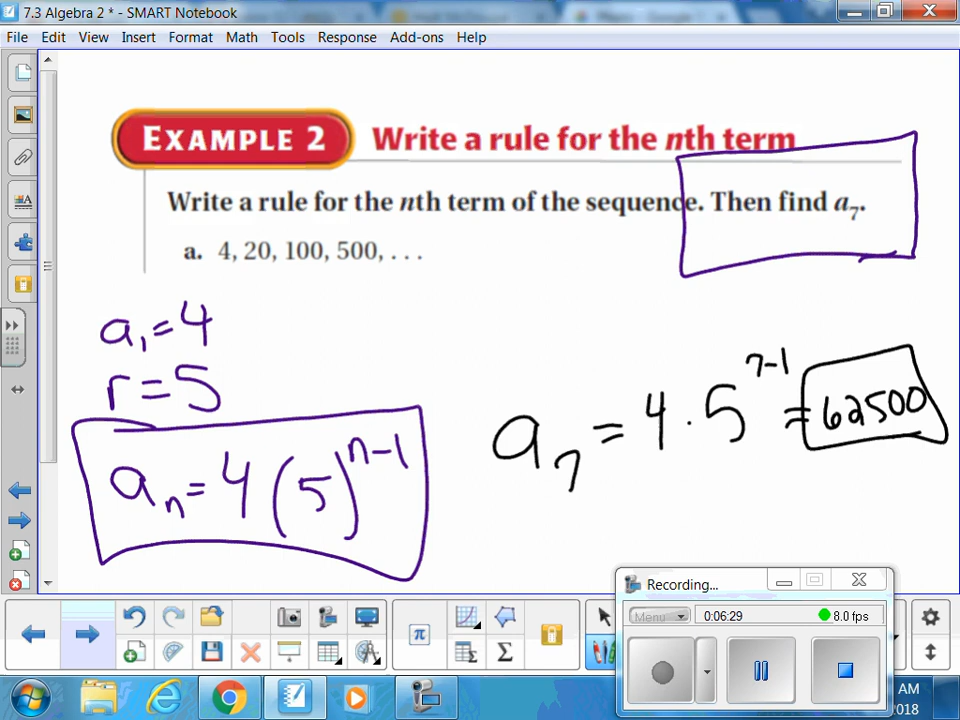 7.3 Algebra 2 * - SMART Notebook
File Edit View Insert Format Math Tools Response Add-ons Help
EXAMPLE 2 Write a rule for the nth term
Write a rule for the nth term of the sequence. Then find a₇.
a. 4, 20, 100, 500, . . .
a₁ = 4
r = 5
aₙ = 4(5)ⁿ⁻¹
a₇ = 4 · 5⁷⁻¹ = 62500
Recording...
Menu 0:06:29 8.0 fps
π
Σ
AM
018